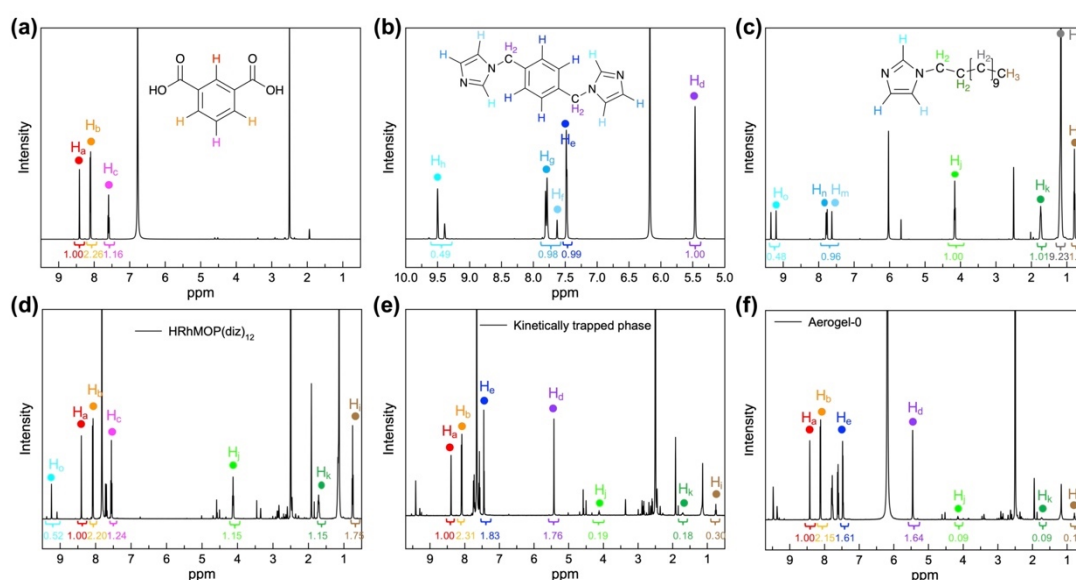 (a)
O
O
HO
OH
H
H
H
H
Ha
Hb
Hc
1.00
2.26
1.16
9 8 7 6 5 4 3 2 1
ppm
Intensity
(b)
H
H2
H
H
H
H
N
N
N
N
H
H
H
H2
H
H
Hd
He
Hh
Hg
Hf
0.49
0.98
0.99
1.00
10.0 9.5 9.0 8.5 8.0 7.5 7.0 6.5 6.0 5.5 5.0
ppm
Intensity
(c)
H
H2
H2
N
N
C
C
C
C
9
H3
H2
H
H
H
Ho
Hn
Hm
Hj
Hk
0.48
0.96
1.00
1.01
9.23
9 8 7 6 5 4 3 2 1
ppm
Intensity
(d)
HRhMOP(diz)12
Ha
Hb
Hc
Ho
Hj
Hk
Hi
0.52
1.00
2.20
1.24
1.15
1.15
1.75
9 8 7 6 5 4 3 2 1
ppm
Intensity
(e)
Kinetically trapped phase
Ha
Hb
He
Hd
Hj
Hk
Hi
1.00
2.31
1.83
1.76
0.19
0.18
0.30
9 8 7 6 5 4 3 2 1
ppm
Intensity
(f)
Aerogel-0
Ha
Hb
He
Hd
Hj
Hk
1.00
2.15
1.61
1.64
0.09
0.09
9 8 7 6 5 4 3 2 1
ppm
Intensity